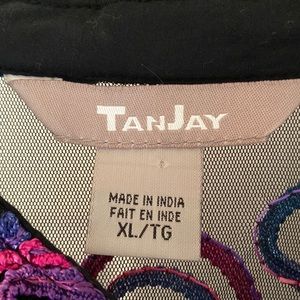 TANJAY
MADE IN INDIA
FAIT EN INDE
XL/TG